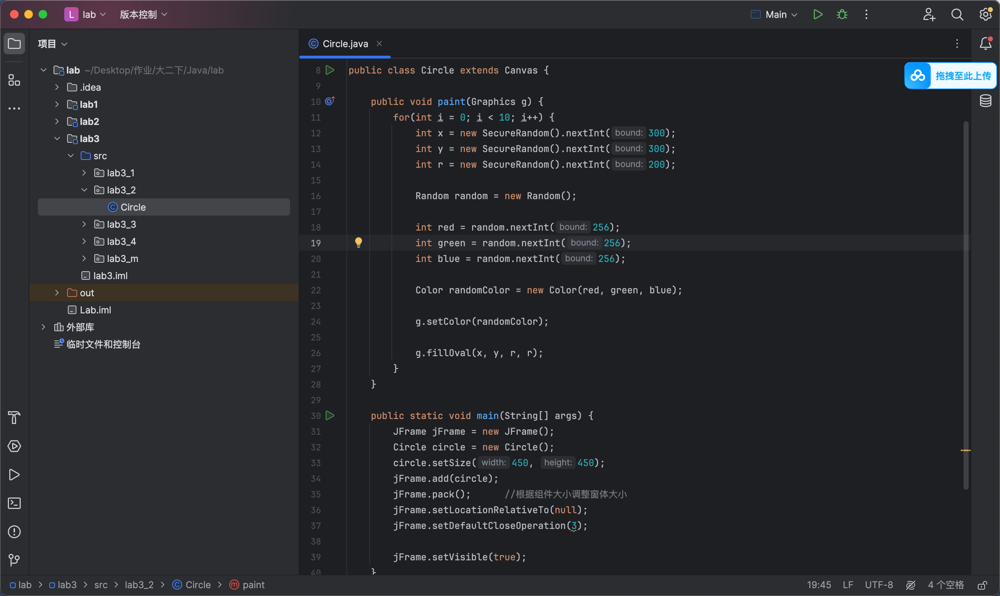 L lab 版本控制 Main
项目
Circle.java
拖拽至此上传
lab ~/Desktop/作业/大二下/Java/lab
.idea
lab1
lab2
lab3
src
lab3_1
lab3_2
Circle
lab3_3
lab3_4
lab3_m
lab3.iml
out
Lab.iml
外部库
临时文件和控制台
8 public class Circle extends Canvas {
9
10 public void paint(Graphics g) {
11 for(int i = 0; i < 10; i++) {
12 int x = new SecureRandom().nextInt( bound: 300);
13 int y = new SecureRandom().nextInt( bound: 300);
14 int r = new SecureRandom().nextInt( bound: 200);
15
16 Random random = new Random();
17
18 int red = random.nextInt( bound: 256);
19 int green = random.nextInt( bound: 256);
20 int blue = random.nextInt( bound: 256);
21
22 Color randomColor = new Color(red, green, blue);
23
24 g.setColor(randomColor);
25
26 g.fillOval(x, y, r, r);
27 }
28 }
29
30 public static void main(String[] args) {
31 JFrame jFrame = new JFrame();
32 Circle circle = new Circle();
33 circle.setSize( width: 450, height: 450);
34 jFrame.add(circle);
35 jFrame.pack(); //根据组件大小调整窗体大小
36 jFrame.setLocationRelativeTo(null);
37 jFrame.setDefaultCloseOperation(3);
38
39 jFrame.setVisible(true);
40 }
lab > lab3 > src > lab3_2 > Circle > paint 19:45 LF UTF-8 4 个空格